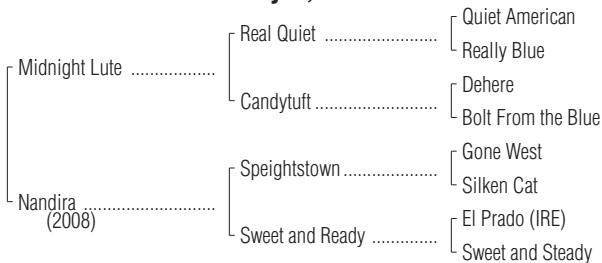 Quiet American
Real Quiet ........................
Really Blue
Midnight Lute ..................
Dehere
Candytuft ..........................
Bolt From the Blue
Gone West
Speightstown ....................
Silken Cat
Nandira ............................
(2008)
El Prado (IRE)
Sweet and Ready ..............
Sweet and Steady